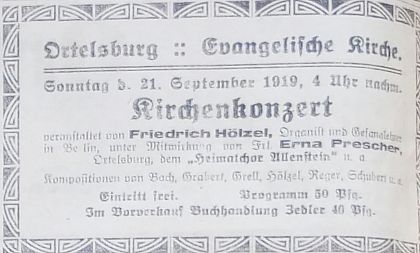 Ortelsburg :: Evangelische Kirche.
Sonntag d. 21. September 1919, 4 Uhr nachm.
Kirchenkonzert
veranstaltet von Friedrich Hölzel, Organist und Gesanglehrer
in Berlin, unter Mitwirkung von Frl. Erna Prescher,
Ortelsburg, dem „Heimatchor Allenstein" u. a.
Kompositionen von Bach, Grabert, Grell, Hölzel, Reger, Schubert u. a.
Eintritt frei. Programm 50 Pfg.
Im Vorverkauf Buchhandlung Zedler 40 Pfg.